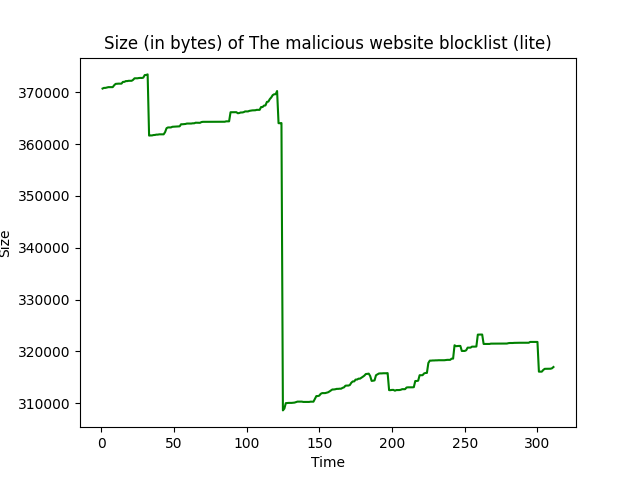 Size (in bytes) of The malicious website blocklist (lite)
370000
360000
350000
340000
330000
320000
310000
Size
0 50 100 150 200 250 300
Time